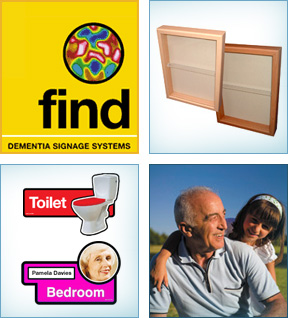 find
DEMENTIA SIGNAGE SYSTEMS
Toilet
Pamela Davies
Bedroom